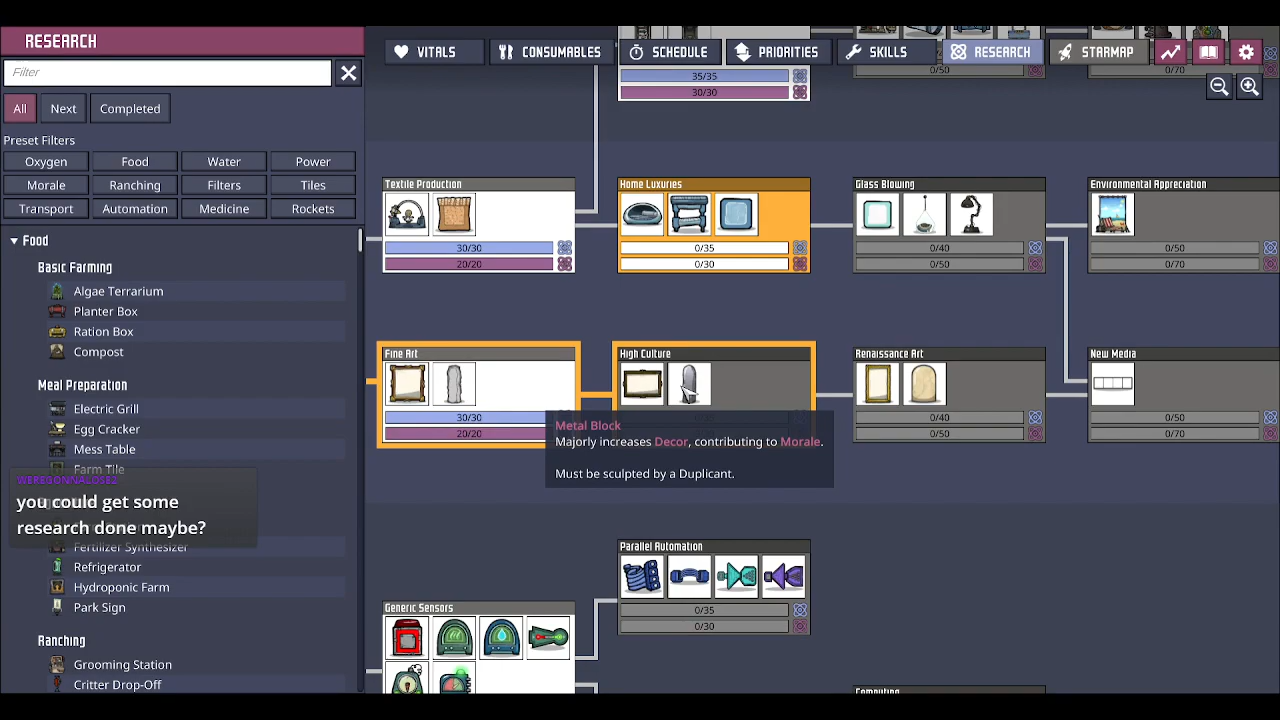 RESEARCH
VITALS
CONSUMABLES
SCHEDULE
PRIORITIES
SKILLS
RESEARCH
STARMAP
Filter
All
Next
Completed
Preset Filters
Oxygen
Food
Water
Power
Morale
Ranching
Filters
Tiles
Transport
Automation
Medicine
Rockets
Food
Basic Farming
Algae Terrarium
Planter Box
Ration Box
Compost
Meal Preparation
Electric Grill
Egg Cracker
Mess Table
Farm Tile
WEREGONNALOSE2
you could get some
research done maybe?
Fertilizer Synthesizer
Refrigerator
Hydroponic Farm
Park Sign
Ranching
Grooming Station
Critter Drop-Off
35/35
30/30
0/50
0/70
Textile Production
30/30
20/20
Home Luxuries
0/35
0/30
Glass Blowing
0/40
0/50
Environmental Appreciation
0/50
0/70
Fine Art
30/30
20/20
High Culture
Metal Block
Majorly increases Decor, contributing to Morale.
Must be sculpted by a Duplicant.
Renaissance Art
0/40
0/50
New Media
0/50
0/70
Parallel Automation
0/35
0/30
Generic Sensors
Computing